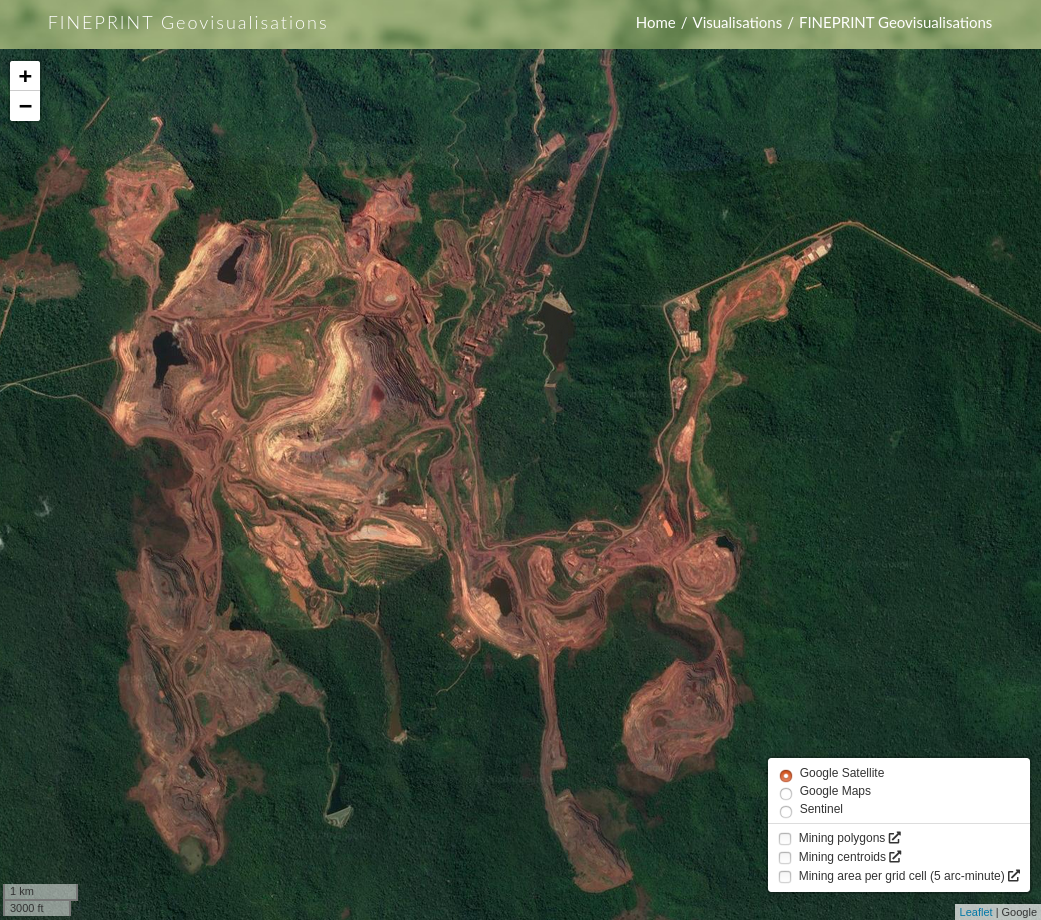 FINEPRINT Geovisualisations
Home / Visualisations / FINEPRINT Geovisualisations
+
−
Google Satellite
Google Maps
Sentinel
Mining polygons
Mining centroids
Mining area per grid cell (5 arc-minute)
1 km
3000 ft
Leaflet | Google